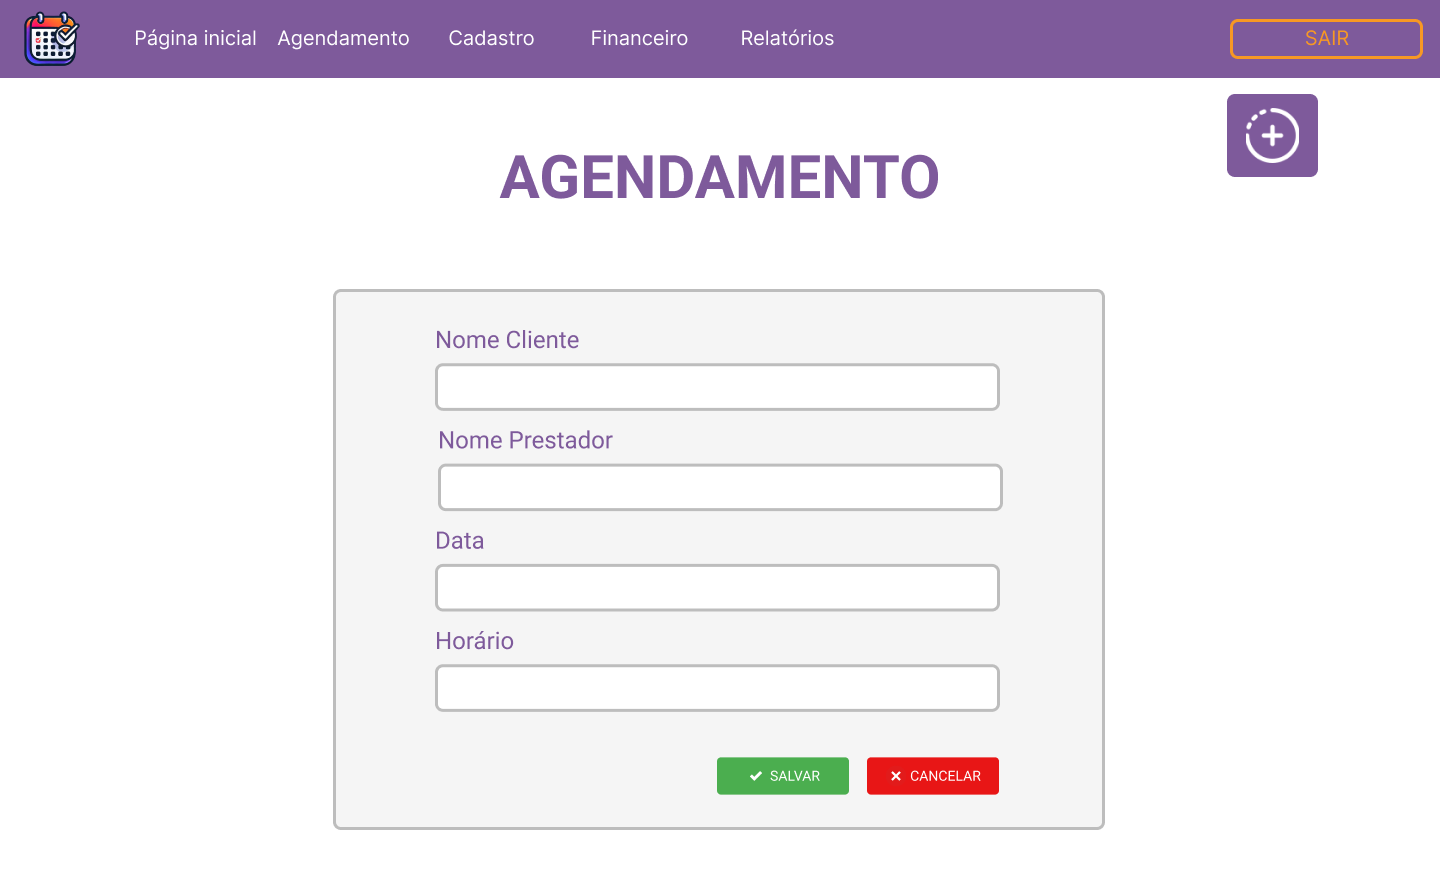 Página inicial Agendamento Cadastro Financeiro Relatórios SAIR
AGENDAMENTO
Nome Cliente
Nome Prestador
Data
Horário
SALVAR CANCELAR